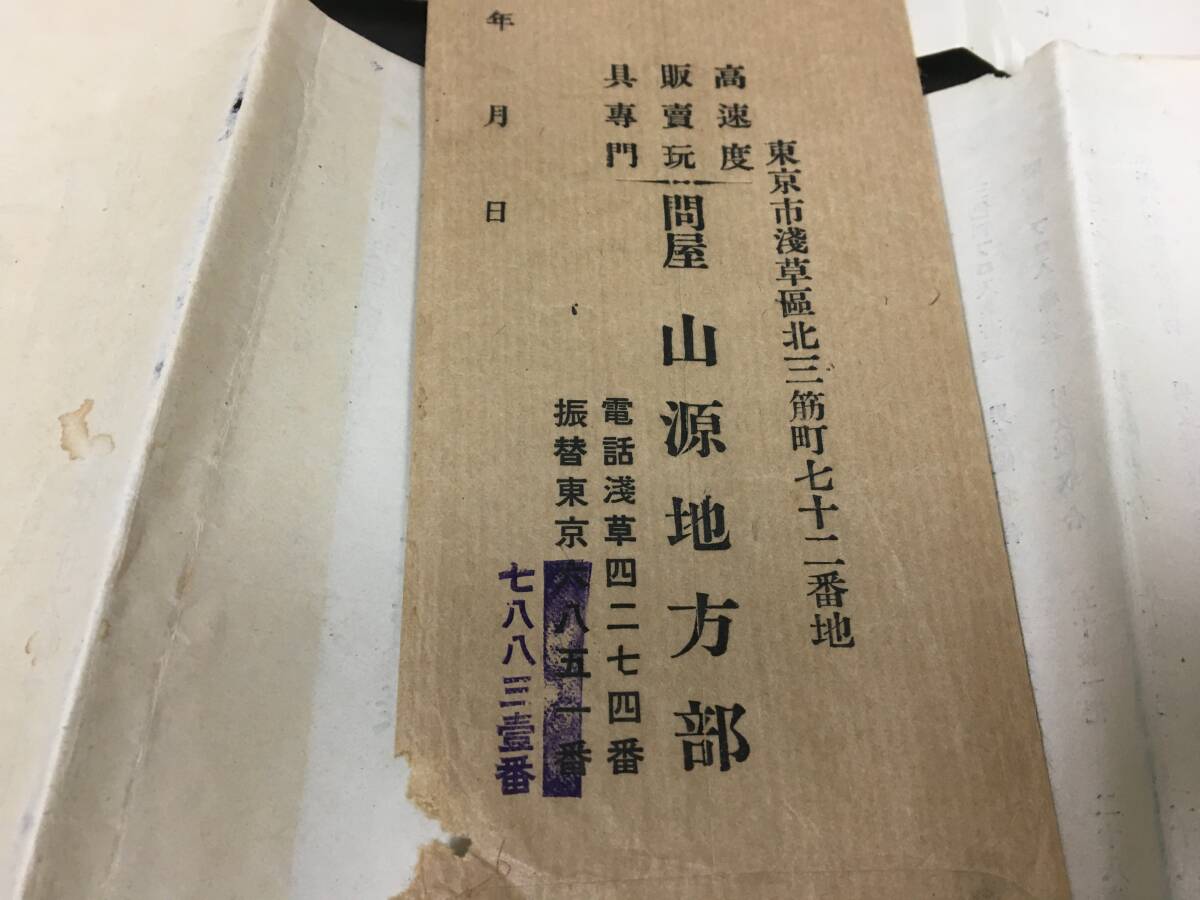 東京市淺草區北三筋町七十二番地
高速度
販賣玩
具專門
問屋 山源地方部
電話淺草四二七四番
振替東京六八五一番
七八八三壹番
年 月 日